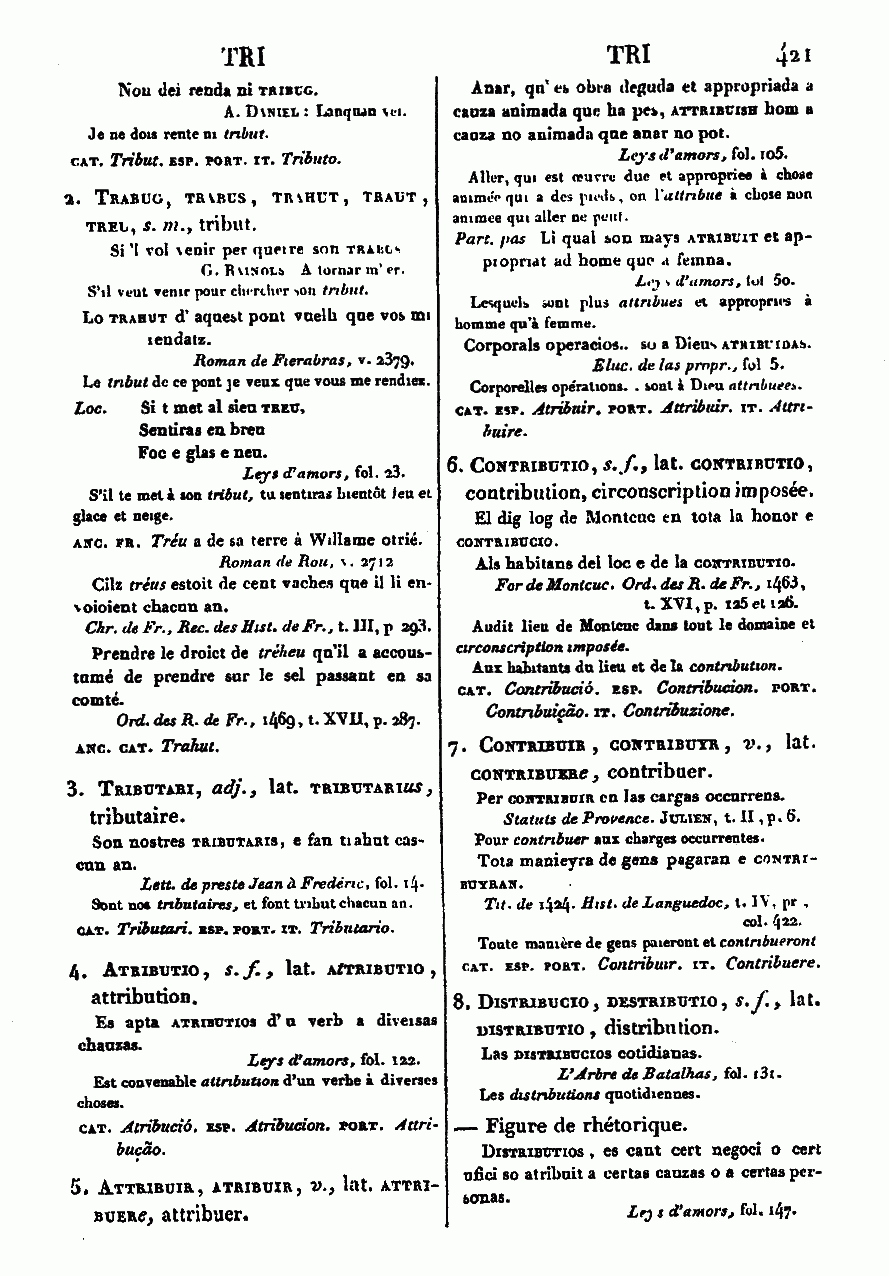 TRI
Non dei renda ni TRIBUG.
A. DANIEL : Lanquan vei.
Je ne dois rente ni tribut.
CAT. Tribut. ESP. PORT. IT. Tributo.
2. TRABUG, TRABUS, TRAHUT, TRAUT,
TREU, s. m., tribut.
Si 'l vol venir per querre son
G. RAINOLS A tornar m' er.
S'il veut venir pour chercher son tribut.
Lo TRAHUT d' aquest pont vuelh que vos mi
rendatz.
Roman de Fierabras, v. 2379.
Le tribut de ce pont je veux que vous me rendiez.
Loc. Si t met al sieu TREU,
Sentiras en breu
Foc e glas e neu.
Leys d'amors, fol. 23.
S'il te met à son tribut, tu sentiras bientôt feu et
glace et neige.
ANC. FR. Tréu a de sa terre à Willame otrié.
Roman de Rou, v. 2712
Cilz tréus estoit de cent vaches que il li en-
voioient chacun an.
Chr. de Fr., Rec. des Hist. de Fr., t. III, p 293.
Prendre le droict de tréheu qu'il a accous-
tumé de prendre sur le sel passant en sa
comté.
Ord. des R. de Fr., 1469, t. XVII, p. 287.
ANC. CAT. Trahut.
3. TRIBUTARI, adj., lat. TRIBUTARIUS,
tributaire.
Son nostres TRIBUTARIS, e fan trahut cas-
cun an.
Lett. de preste Jean à Frédéric, fol. 14.
Sont nos tributaires, et font tribut chacun an.
CAT. Tributari. ESP. PORT. IT. Tributario.
4. ATRIBUTIO, s. f., lat. ATTRIBUTIO,
attribution.
Es apta ATRIBUTIOS d' u verb a diversas
chauzas.
Leys d'amors, fol. 122.
Est convenable attribution d'un verbe à diverses
choses.
CAT. Atribució. ESP. Atribucion. PORT. Attri-
bução.
5. ATTRIBUIR, ATRIBUIR, v., lat. ATTRI-
BUERE, attribuer.
TRI 421
Anar, qu' es obra deguda et appropriada a
cauza animada que ha pes, ATTRIBUISH hom a
cauza no animada que anar no pot.
Leys d'amors, fol. 105.
Aller, qui est œuvre due et appropriée à chose
animée qui a des pieds, on l'attribue à chose non
animée qui aller ne peut.
Part. pas Li qual son mays ATRIBUIT et ap-
propriat ad home que a femna.
Leys d'amors, fol 50.
Lesquels sont plus attribués et appropriés à
homme qu'à femme.
Corporals operacios.. so a Dieus ATRIBUIDAS.
Eluc. de las propr., fol 5.
Corporelles opérations. . sont à Dieu attribuées.
CAT. ESP. Atribuir. PORT. Attribuir. IT. Attri-
buire.
6. CONTRIBUTIO, s. f., lat. CONTRIBUTIO,
contribution, circonscription imposée.
El dig log de Montcuc en tota la honor e
CONTRIBUCIO.
Als habitans del loc e de la CONTRIBUTIO.
For de Montcuc. Ord. des R. de Fr., 1463,
t. XVI, p. 125 et 126.
Audit lieu de Montcuc dans tout le domaine et
circonscription imposée.
Aux habitants du lieu et de la contribution.
CAT. Contribució. ESP. Contribucion. PORT.
Contribuição. IT. Contribuzione.
7. CONTRIBUIR, CONTRIBUYR, v., lat.
CONTRIBUERE, contribuer.
Per CONTRIBUIR en las cargas occurrens.
Statuts de Provence. JULIEN, t. II, p. 6.
Pour contribuer aux charges occurrentes.
Tota manieyra de gens pagaran e CONTRI-
BUYRAN.
Tit. de 1424. Hist. de Languedoc, t. IV, pr ,
col. 422.
Toute manière de gens paieront et contribueront
CAT. ESP. PORT. Contribuir. IT. Contribuere.
8. DISTRIBUCIO, DESTRIBUTIO, s. f., lat.
DISTRIBUTIO, distribution.
Las DISTRIBUCIOS cotidianas.
L'Arbre de Batalhas, fol. 131.
Les distributions quotidiennes.
— Figure de rhétorique.
DISTRIBUTIOS, es cant cert negoci o cert
ufici so atribuit a certas cauzas o a certas per-
sonas.
Leys d'amors, fol. 147.